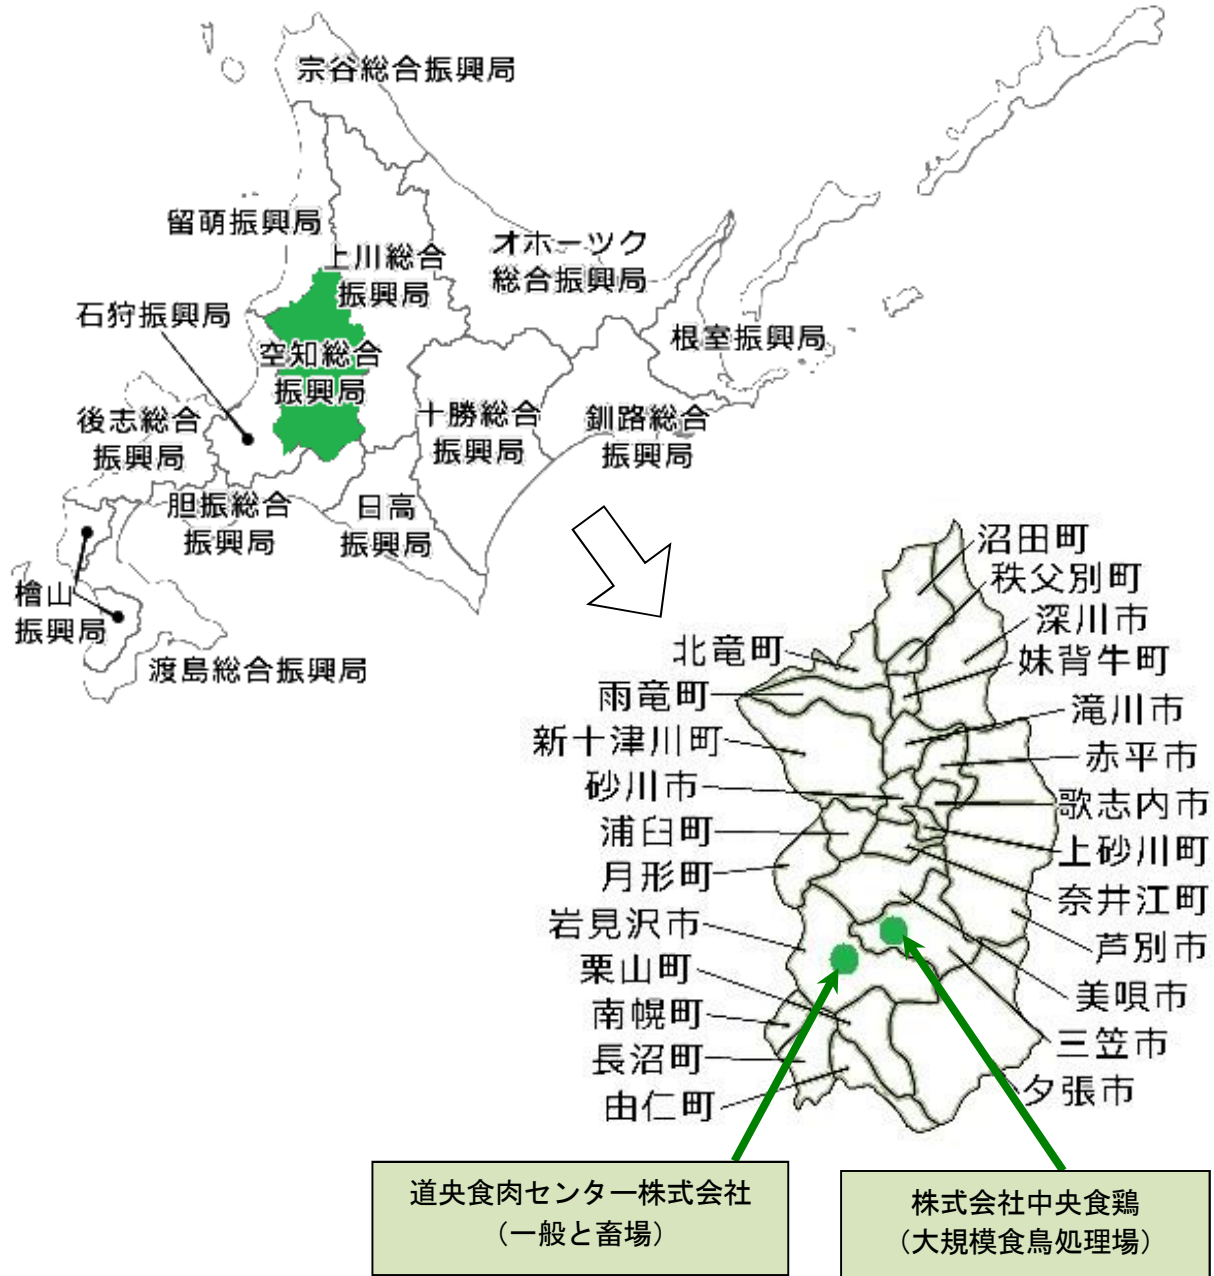 宗谷総合振興局
留萌振興局
上川総合
振興局
オホーツク
総合振興局
石狩振興局
空知総合
振興局
根室振興局
後志総合
振興局
十勝総合
振興局
釧路総合
振興局
胆振総合
振興局
日高
振興局
檜山
振興局
渡島総合振興局
沼田町
秩父別町
深川市
北竜町
妹背牛町
雨竜町
滝川市
新十津川町
赤平市
砂川市
歌志内市
浦臼町
上砂川町
月形町
奈井江町
岩見沢市
芦別市
栗山町
美唄市
南幌町
三笠市
長沼町
夕張市
由仁町
道央食肉センター株式会社
（一般と畜場）
株式会社中央食鶏
（大規模食鳥処理場）